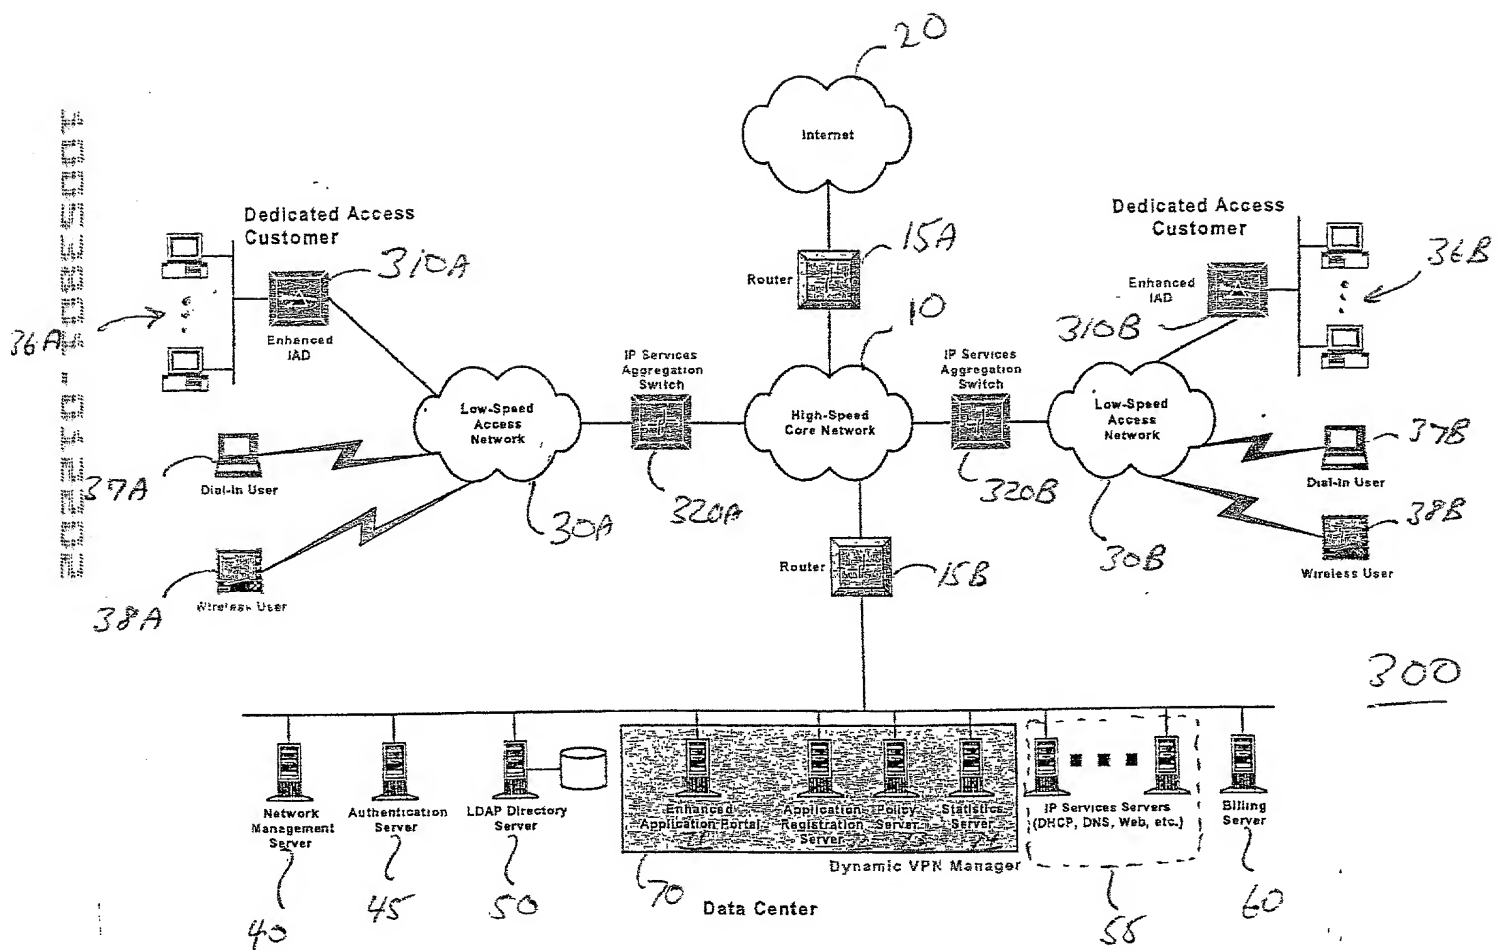 20
Internet
10053801.012202
Dedicated Access
Customer
310A
Enhanced
IAD
36A
Router
15A
10
Dedicated Access
Customer
Enhanced
IAD
310B
36B
IP Services
Aggregation
Switch
IP Services
Aggregation
Switch
Low-Speed
Access
Network
High-Speed
Core Network
Low-Speed
Access
Network
37A
Dial-In User
30A
320A
320B
30B
37B
Dial-In User
38A
Wireless User
Router
15B
38B
Wireless User
300
Network
Management
Server
Authentication
Server
LDAP Directory
Server
Enhanced
Application Portal
Application
Registration
Server
Policy
Server
Statistics
Server
IP Services Servers
(DHCP, DNS, Web, etc.)
Billing
Server
Dynamic VPN Manager
40
45
50
70
Data Center
55
60